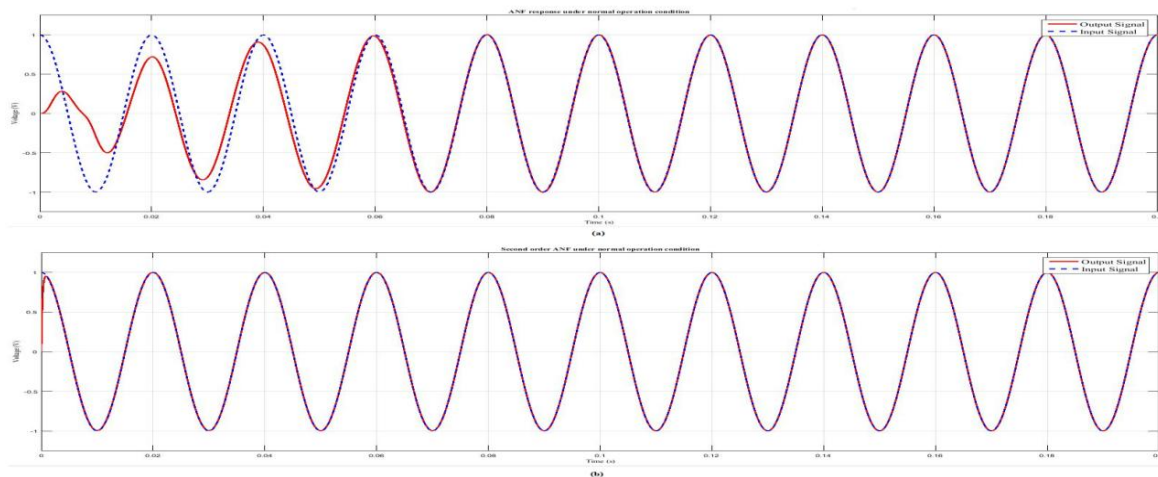 ANF response under normal operation condition
Output Signal
Input Signal
Voltage(V)
1
0.5
0
-0.5
-1
0 0.02 0.04 0.06 0.08 0.1 0.12 0.14 0.16 0.18
Time (s)
(a)
Second order ANF under normal operation condition
Output Signal
Input Signal
Voltage(V)
1
0.5
0
-0.5
-1
0 0.02 0.04 0.06 0.08 0.1 0.12 0.14 0.16 0.18
Time (s)
(b)